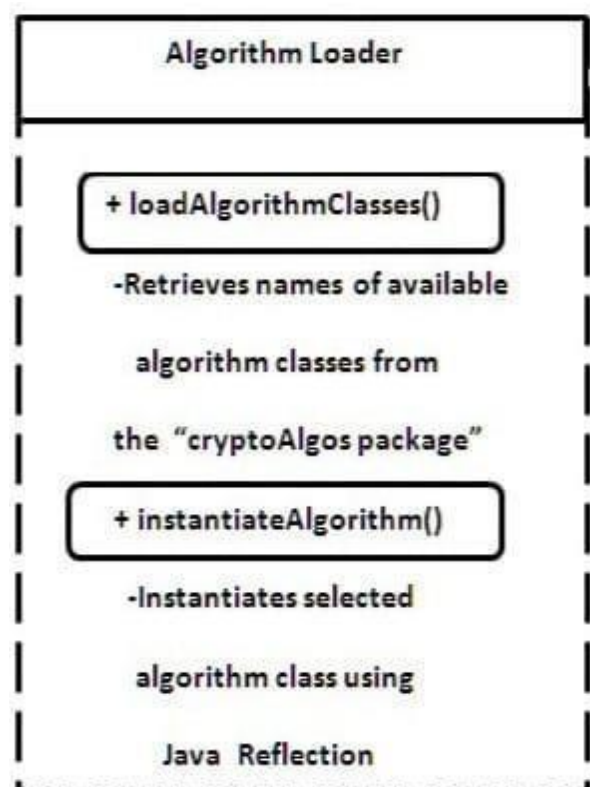 Algorithm Loader
+ loadAlgorithmClasses()
-Retrieves names of available
algorithm classes from
the “cryptoAlgos package”
+ instantiateAlgorithm()
-Instantiates selected
algorithm class using
Java Reflection